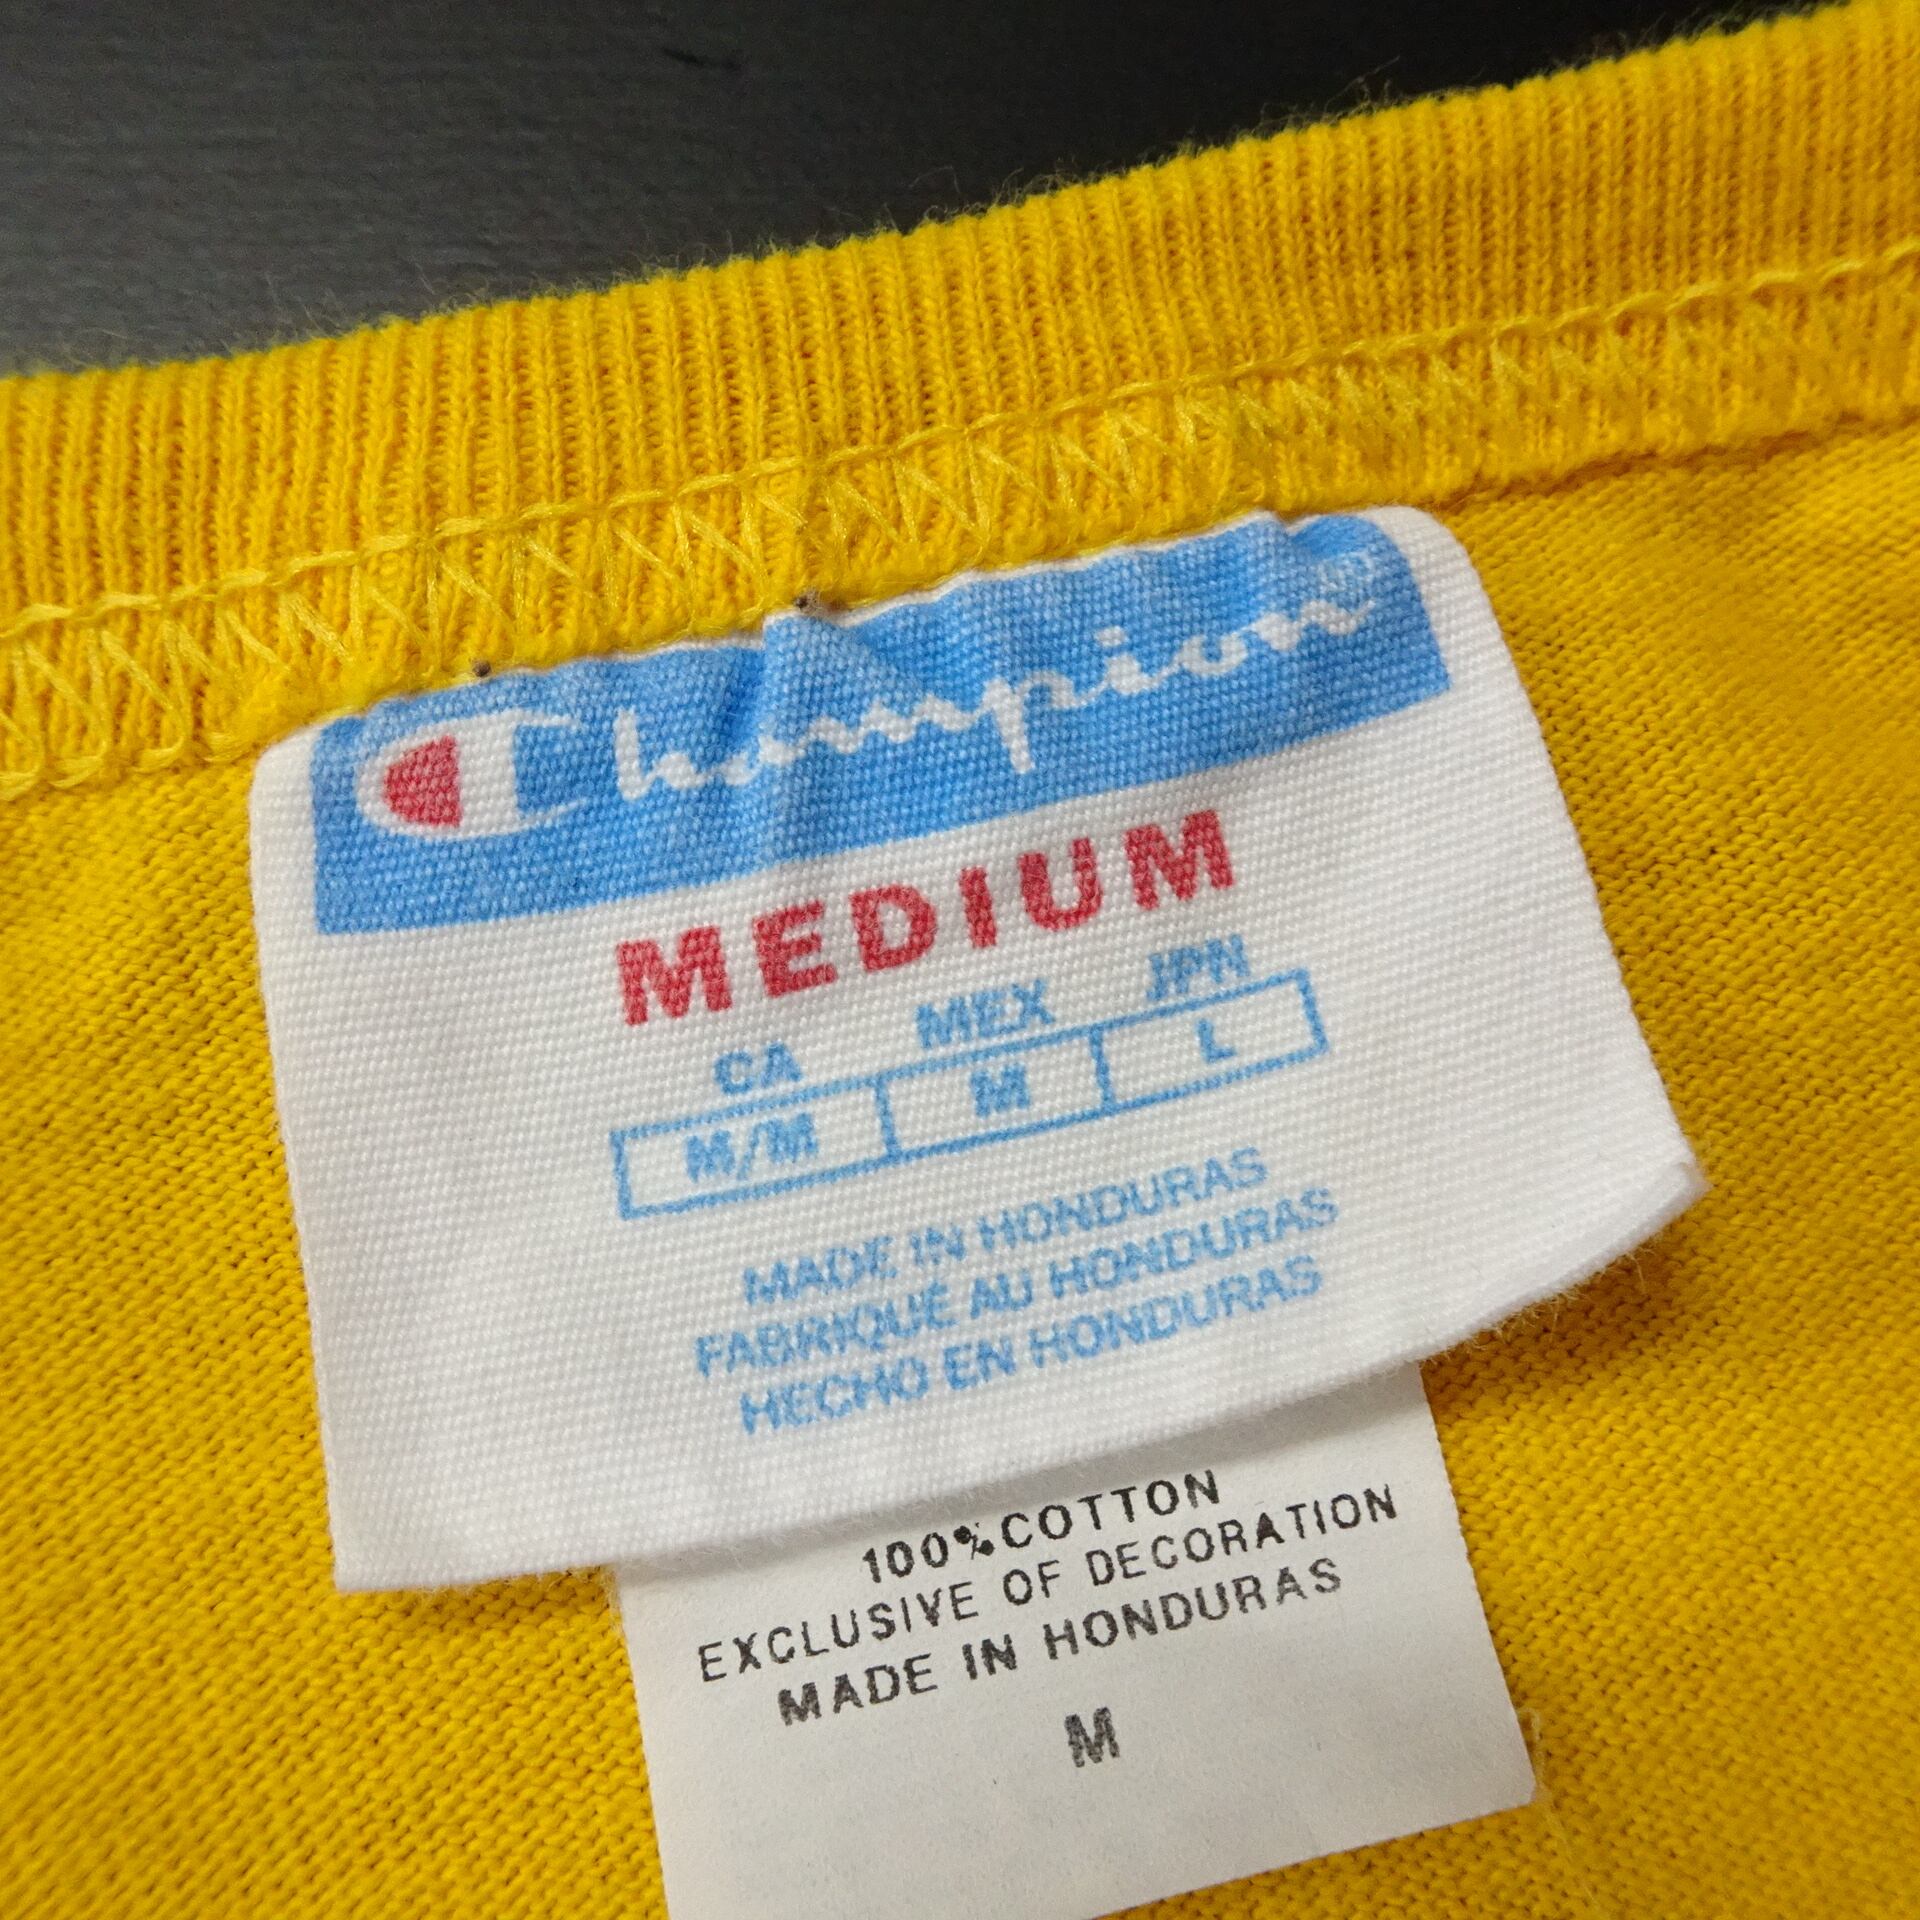 Champion®
MEDIUM
CA MEX JPN
M/M M L
MADE IN HONDURAS
FABRIQUÉ AU HONDURAS
HECHO EN HONDURAS
100% COTTON
EXCLUSIVE OF DECORATION
MADE IN HONDURAS
M